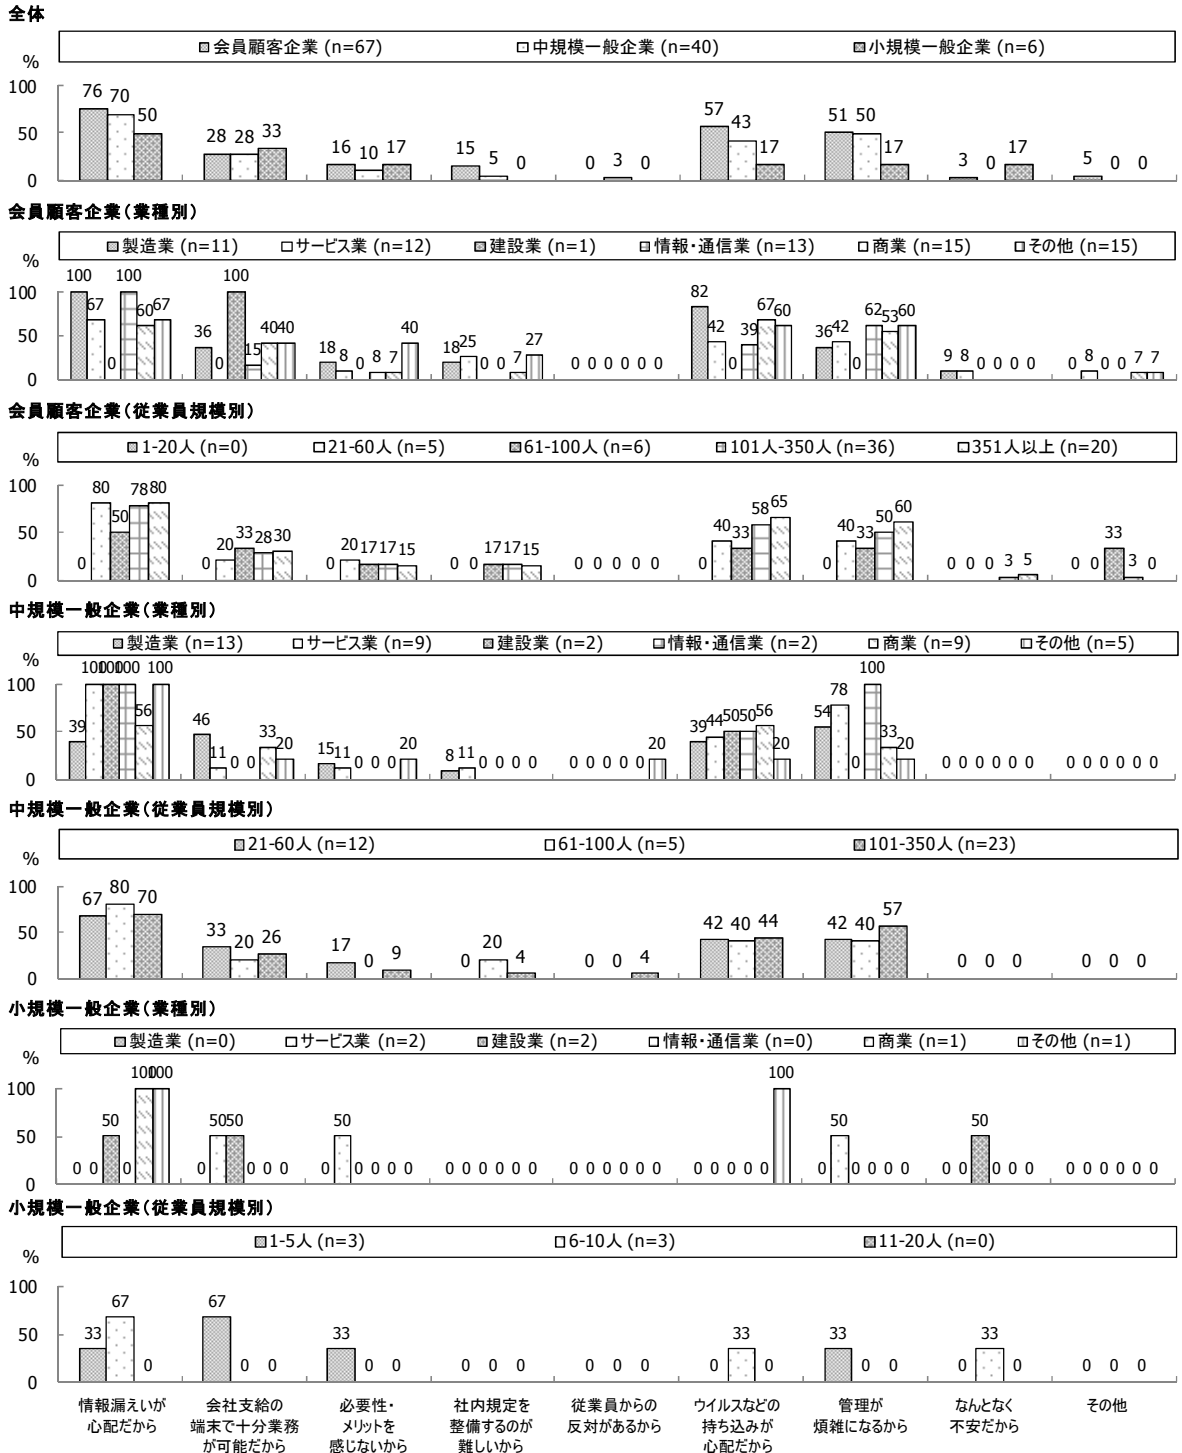 全体
会員顧客企業 (n=67) 中規模一般企業 (n=40) 小規模一般企業 (n=6)
%
100
50
0
76 70 50 28 28 33 16 10 17 15 5 0 0 3 0 57 43 17 51 50 17 3 0 17 5 0 0
会員顧客企業(業種別)
製造業 (n=11) サービス業 (n=12) 建設業 (n=1) 情報・通信業 (n=13) 商業 (n=15) その他 (n=15)
%
100
50
0
100 67 0 100 60 67 36 0 100 15 40 40 18 8 0 8 7 40 18 25 0 0 7 27 0 0 0 0 0 0 82 42 0 39 67 60 36 42 0 62 53 60 9 8 0 0 0 0 0 8 0 0 7 7
会員顧客企業(従業員規模別)
1-20人 (n=0) 21-60人 (n=5) 61-100人 (n=6) 101人-350人 (n=36) 351人以上 (n=20)
%
100
50
0
0 80 50 78 80 0 20 33 28 30 0 20 17 17 15 0 0 17 17 15 0 0 0 0 0 0 40 33 58 65 0 40 33 50 60 0 0 0 3 5 0 0 33 3 0
中規模一般企業(業種別)
製造業 (n=13) サービス業 (n=9) 建設業 (n=2) 情報・通信業 (n=2) 商業 (n=9) その他 (n=5)
%
100
50
0
39 100 100 100 56 100 46 11 0 0 33 20 15 11 0 0 0 20 8 11 0 0 0 0 0 0 0 0 0 20 39 44 50 50 56 20 54 78 0 100 33 20 0 0 0 0 0 0 0 0 0 0 0 0
中規模一般企業(従業員規模別)
21-60人 (n=12) 61-100人 (n=5) 101-350人 (n=23)
%
100
50
0
67 80 70 33 20 26 17 0 9 0 20 4 0 0 4 42 40 44 42 40 57 0 0 0 0 0 0
小規模一般企業(業種別)
製造業 (n=0) サービス業 (n=2) 建設業 (n=2) 情報・通信業 (n=0) 商業 (n=1) その他 (n=1)
%
100
50
0
0 0 50 0 100 100 0 50 50 0 0 0 0 50 0 0 0 0 0 0 0 0 0 0 0 0 0 0 0 0 0 0 0 0 0 100 0 50 0 0 0 0 0 0 50 0 0 0 0 0 0 0 0 0
小規模一般企業(従業員規模別)
1-5人 (n=3) 6-10人 (n=3) 11-20人 (n=0)
%
100
50
0
33 67 0 67 0 0 33 0 0 0 0 0 0 0 0 0 33 0 33 0 0 0 33 0 0 0 0
情報漏えいが
心配だから
会社支給の
端末で十分業務
が可能だから
必要性・
メリットを
感じないから
社内規定を
整備するのが
難しいから
従業員からの
反対があるから
ウイルスなどの
持ち込みが
心配だから
管理が
煩雑になるから
なんとなく
不安だから
その他